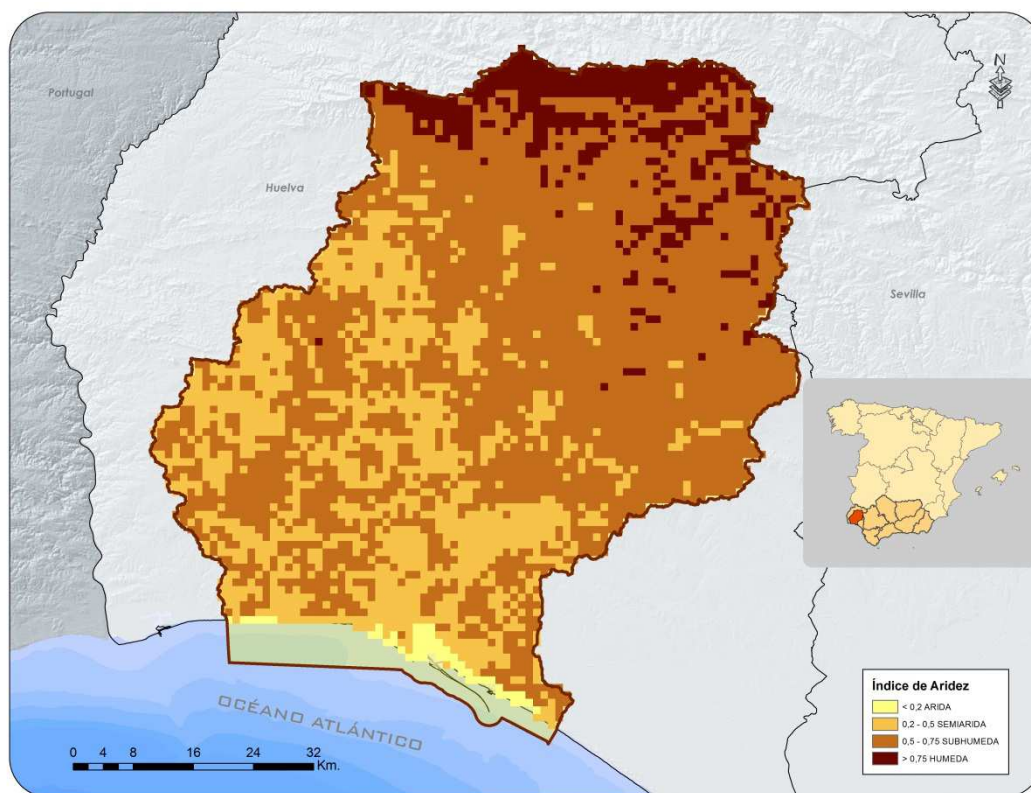 Portugal
N
Huelva
Sevilla
OCÉANO ATLÁNTICO
0 4 8 16 24 32
Km.
Índice de Aridez
< 0,2 ARIDA
0,2 - 0,5 SEMIARIDA
0,5 - 0,75 SUBHUMEDA
> 0,75 HUMEDA